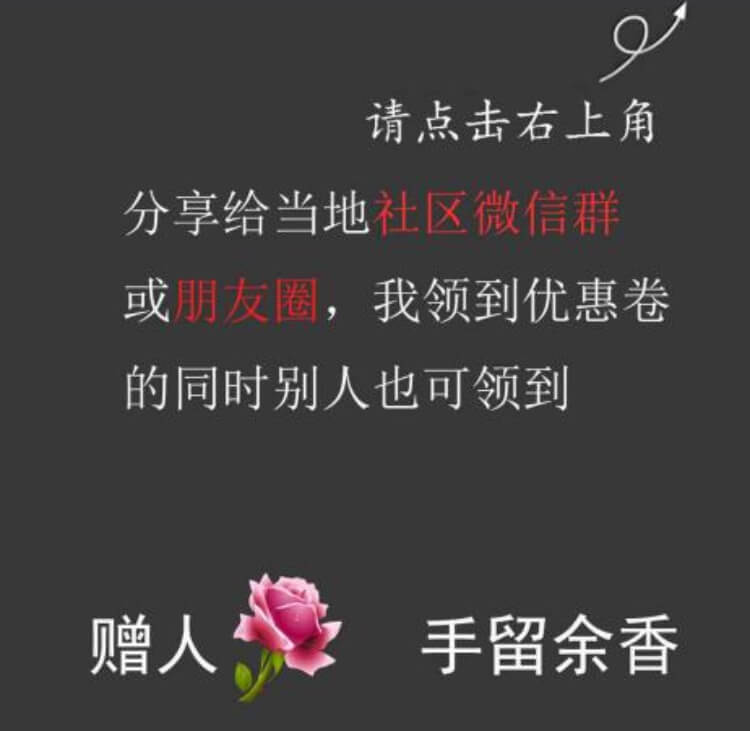 请点击右上角
分享给当地社区微信群
或朋友圈，我领到优惠卷
的同时别人也可领到
赠人 手留余香